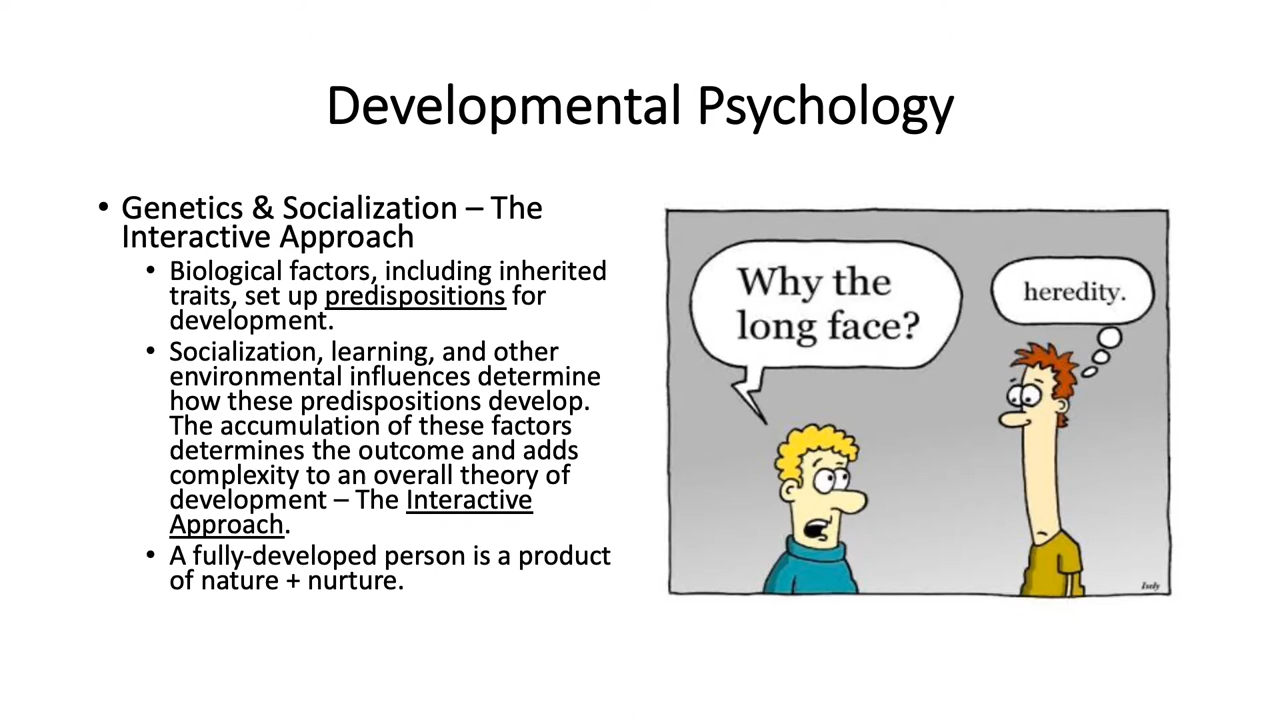 Developmental Psychology
• Genetics & Socialization – The
Interactive Approach
• Biological factors, including inherited
traits, set up predispositions for
development.
• Socialization, learning, and other
environmental influences determine
how these predispositions develop.
The accumulation of these factors
determines the outcome and adds
complexity to an overall theory of
development – The Interactive
Approach.
• A fully-developed person is a product
of nature + nurture.
Why the
long face?
heredity.